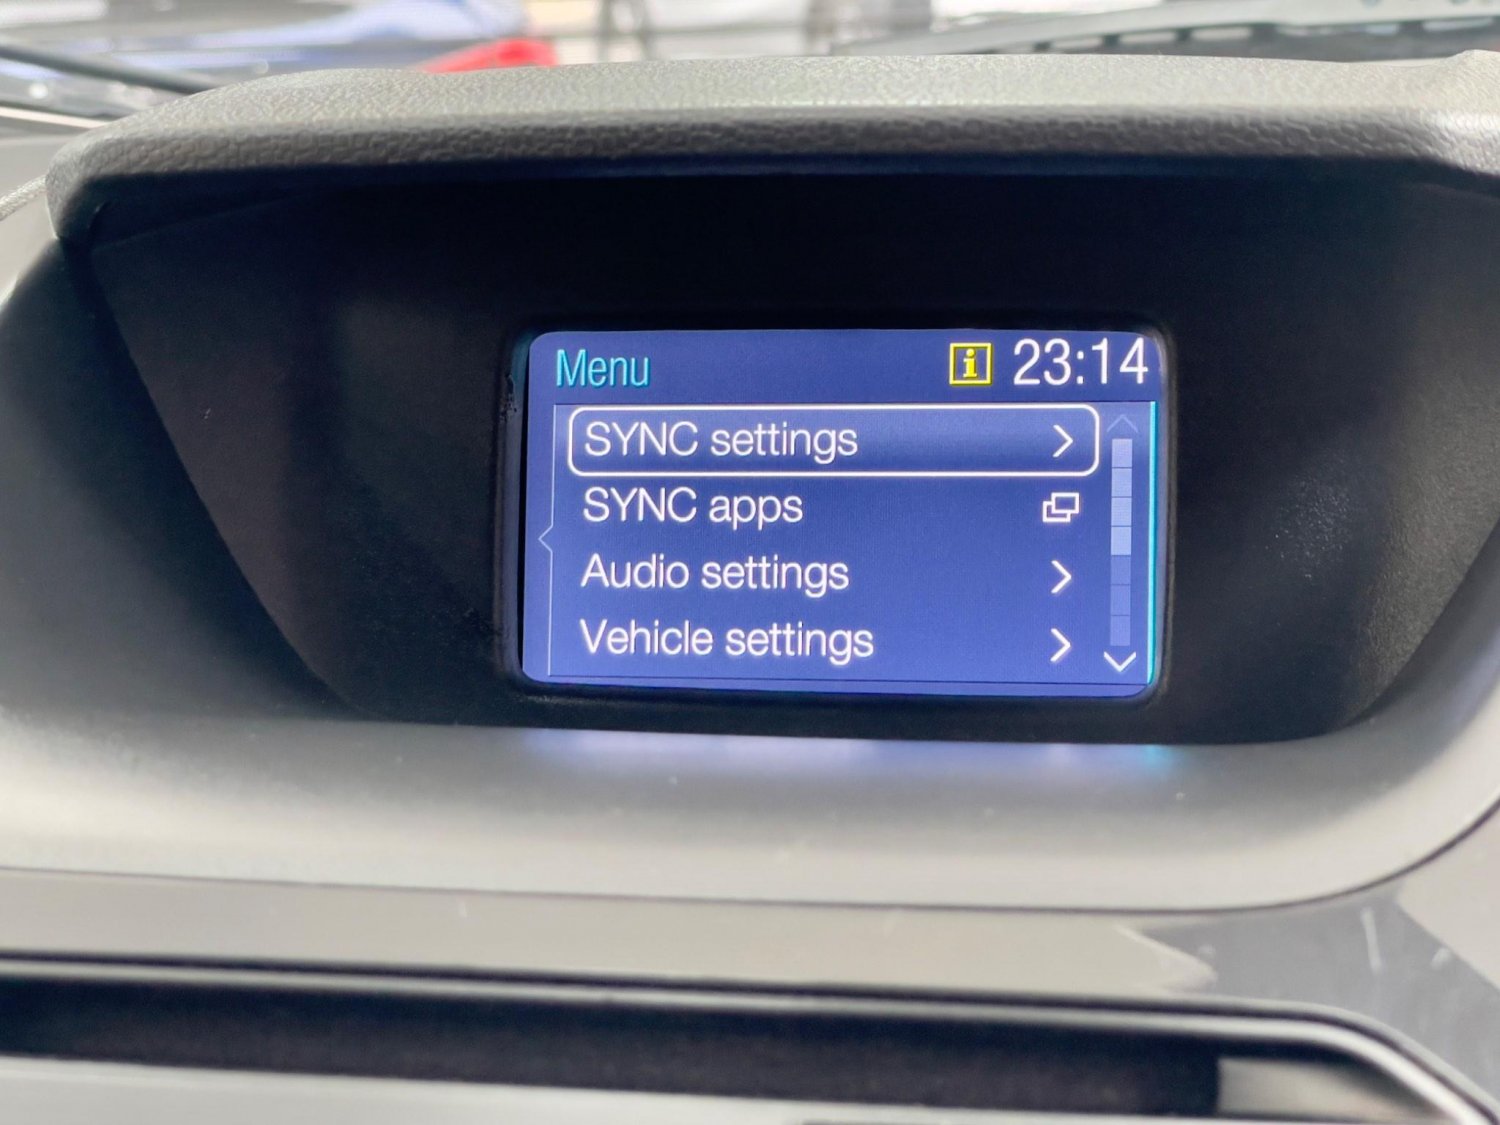 Menu i 23:14
SYNC settings
SYNC apps
Audio settings
Vehicle settings